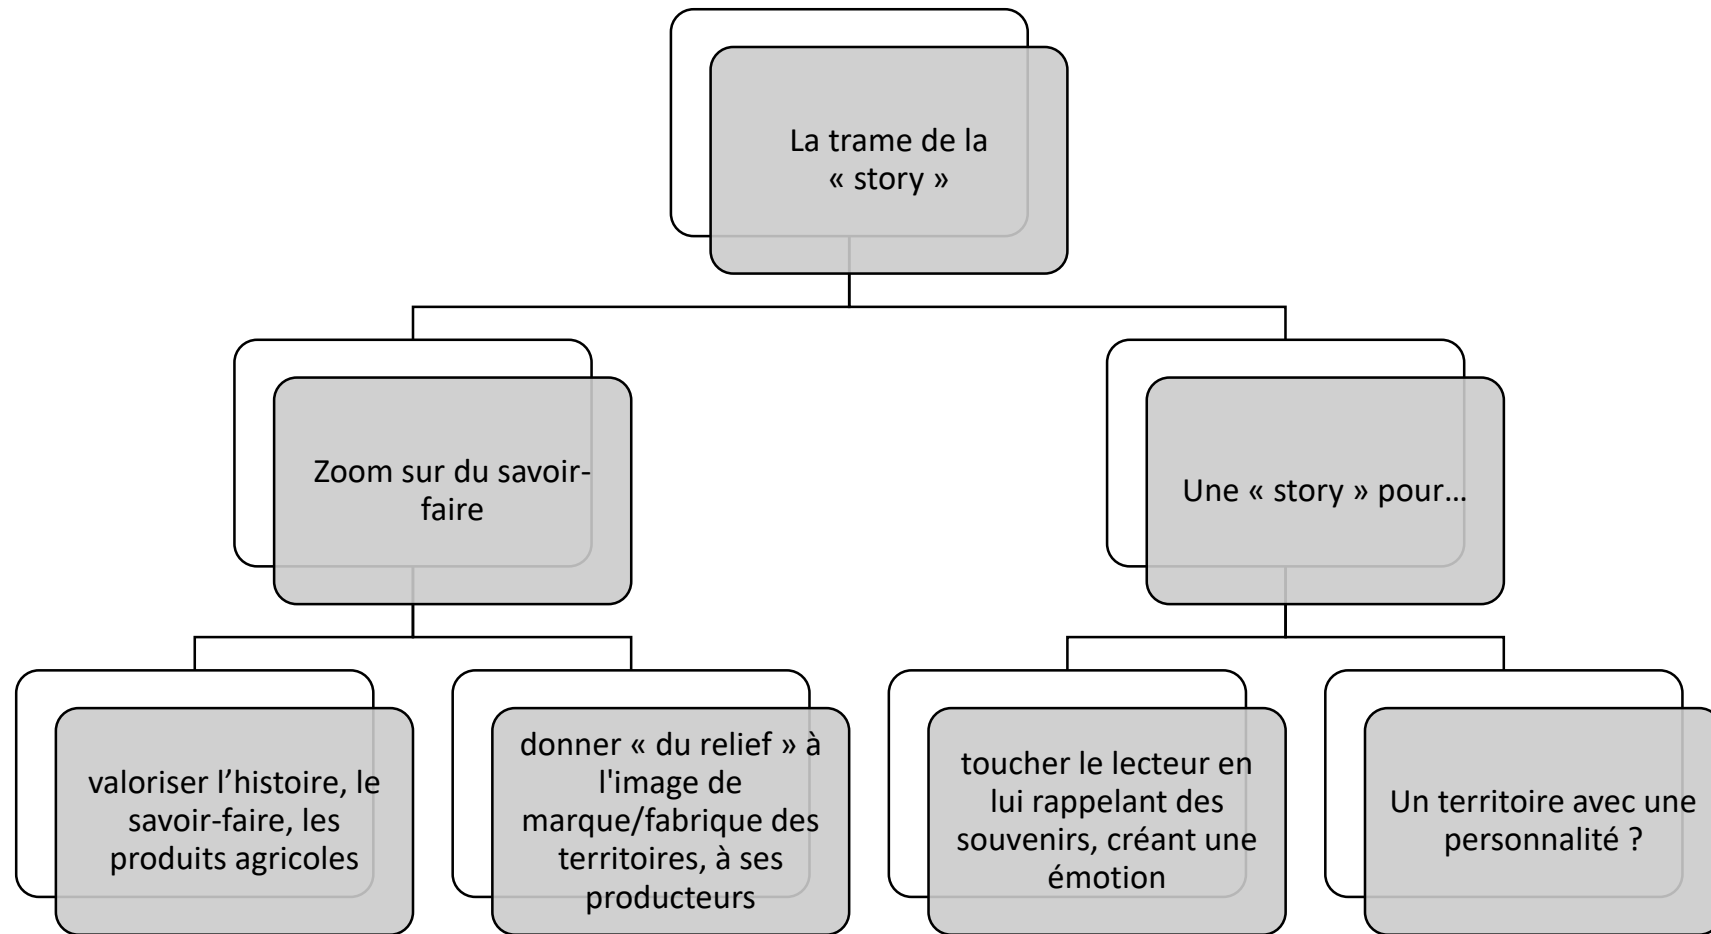 La trame de la
« story »
Zoom sur du savoir-
faire
Une « story » pour…
valoriser l’histoire, le
savoir-faire, les
produits agricoles
donner « du relief » à
l'image de
marque/fabrique des
territoires, à ses
producteurs
toucher le lecteur en
lui rappelant des
souvenirs, créant une
émotion
Un territoire avec une
personnalité ?